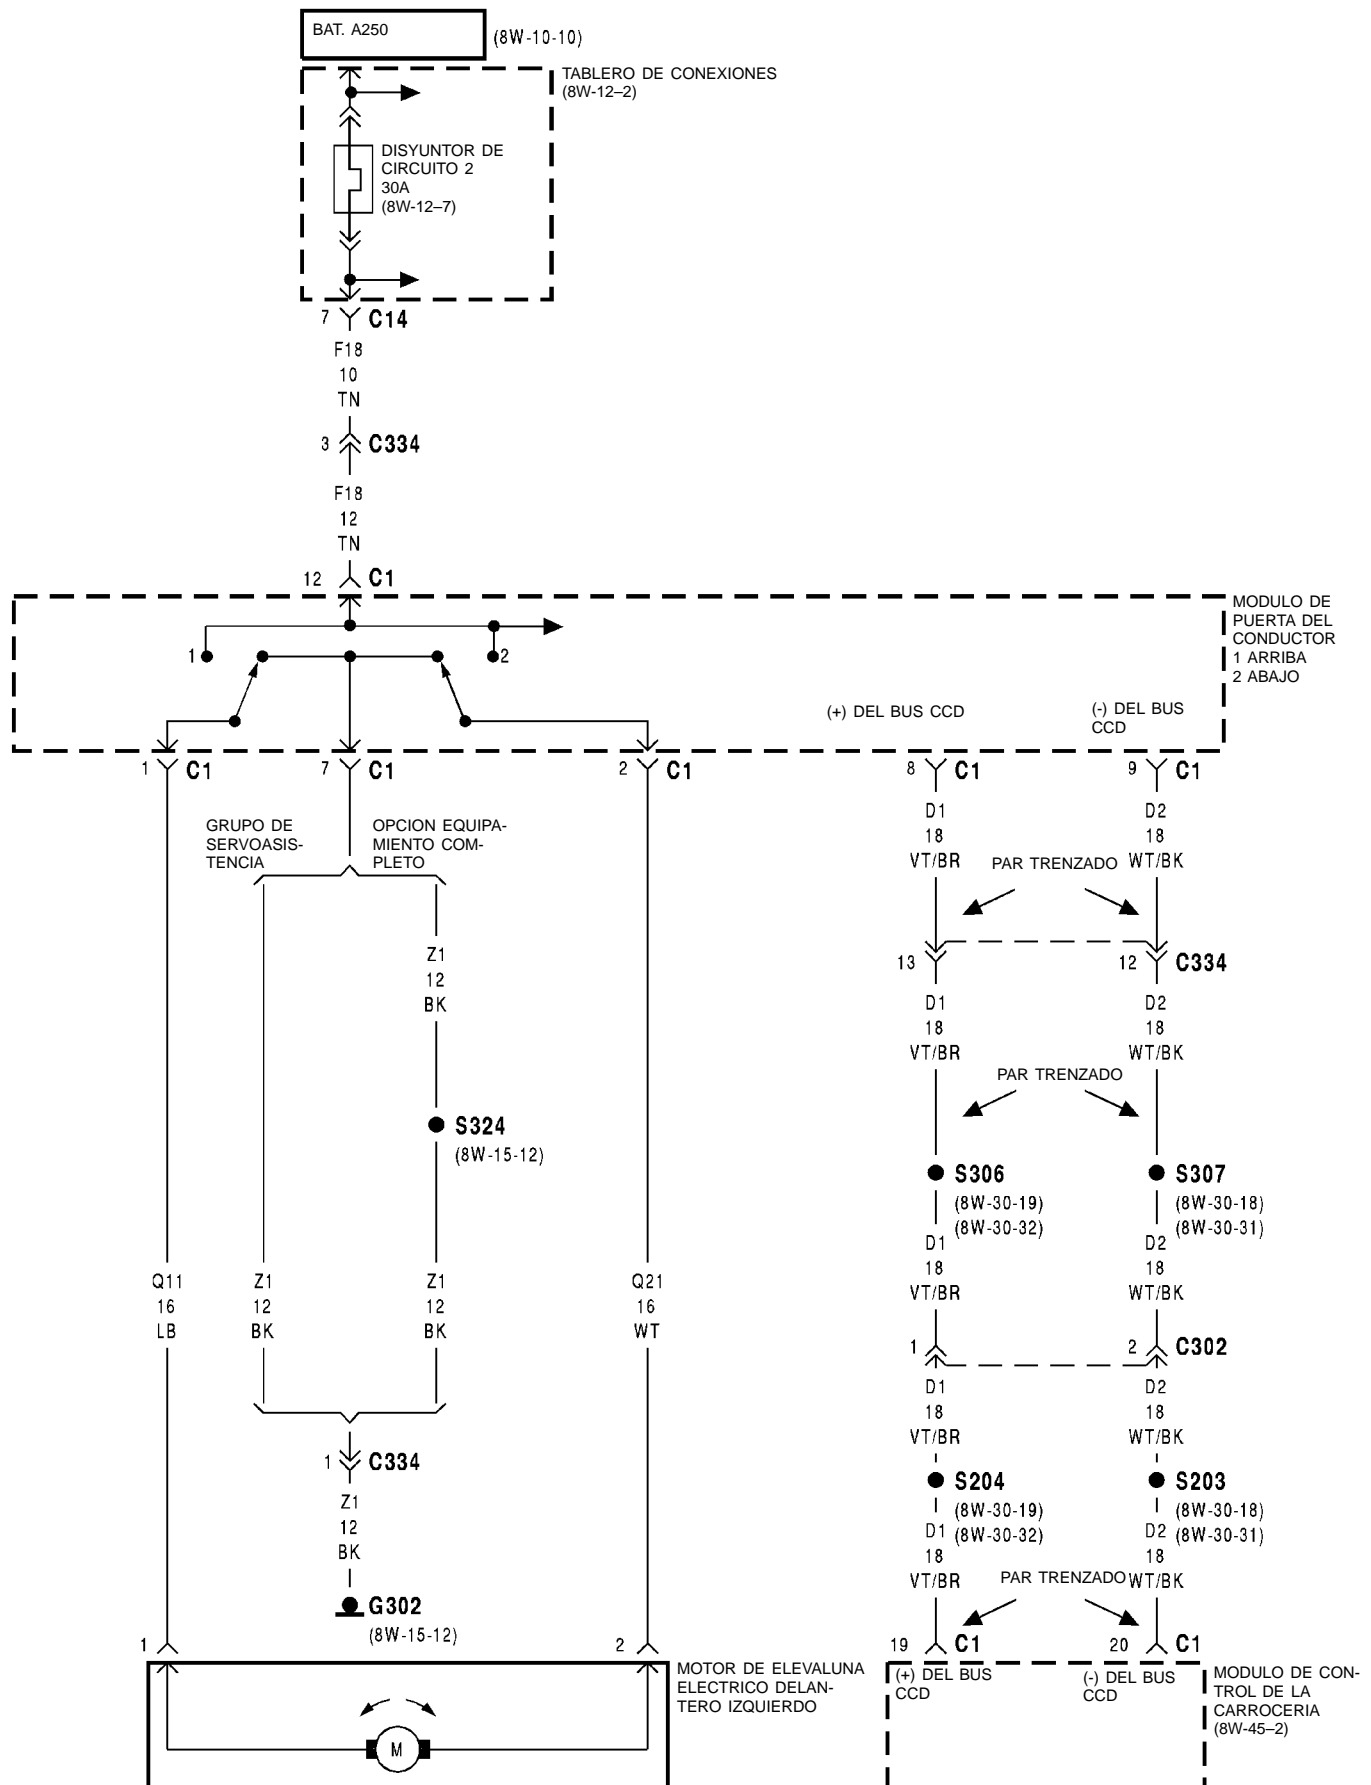 BAT. A250
(8W-10-10)
TABLERO DE CONEXIONES
(8W-12–2)
DISYUNTOR DE
CIRCUITO 2
30A
(8W-12–7)
7 C14
F18
10
TN
3 C334
F18
12
TN
12 C1
MODULO DE
PUERTA DEL
CONDUCTOR
1 ARRIBA
2 ABAJO
1 2
(+) DEL BUS CCD
(-) DEL BUS
CCD
1 C1 7 C1 2 C1 8 C1 9 C1
GRUPO DE
SERVOASIS-
TENCIA
OPCION EQUIPA-
MIENTO COM-
PLETO
D1 D2
18 18
VT/BR PAR TRENZADO WT/BK
Z1
12
BK
13 12 C334
D1 D2
18 18
VT/BR WT/BK
PAR TRENZADO
S324
(8W-15-12)
S306 S307
(8W-30-19) (8W-30-18)
(8W-30-32) (8W-30-31)
D1 D2
18 18
VT/BR WT/BK
Q11 Z1 Z1 Q21
16 12 12 16
LB BK BK WT
1 2 C302
D1 D2
18 18
VT/BR WT/BK
1 C334
S204 S203
(8W-30-19) (8W-30-18)
D1 (8W-30-32) D2 (8W-30-31)
18 18
VT/BR PAR TRENZADO WT/BK
Z1
12
BK
G302
(8W-15-12)
1 2 19 C1 20 C1
MOTOR DE ELEVALUNA
ELECTRICO DELAN-
TERO IZQUIERDO
M
(+) DEL BUS
CCD
(-) DEL BUS
CCD
MODULO DE CON-
TROL DE LA
CARROCERIA
(8W-45–2)